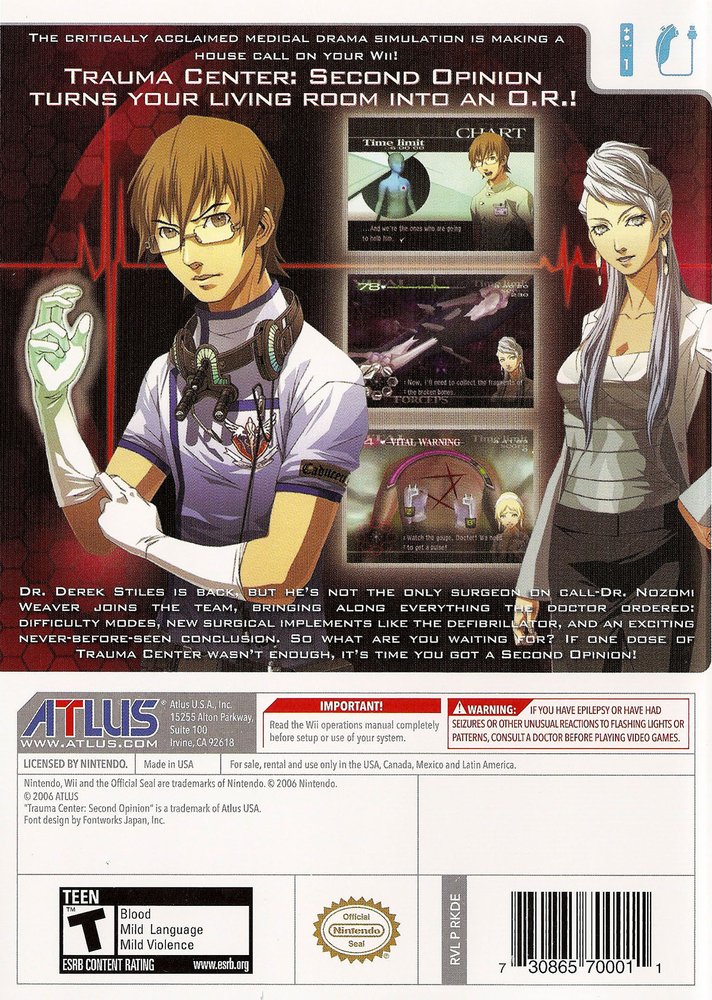 The critically acclaimed medical drama simulation is making a
house call on your Wii!
Trauma Center: Second Opinion
turns your living room into an O.R.!
1
CHART
Time limit
...And we're the ones who are going
to help him.
78
Now, I'll need to collect the fragments of
the broken bones.
FORCEPS
VITAL WARNING
Watch the gauge, Doctor! We need
to get a pulse!
Caduceus
Dr. Derek Stiles is back, but he's not the only surgeon on call-Dr. Nozomi
Weaver joins the team, bringing along everything the doctor ordered:
difficulty modes, new surgical implements like the defibrillator, and an exciting
never-before-seen conclusion. So what are you waiting for? If one dose of
Trauma Center wasn't enough, it's time you got a Second Opinion!
ATLUS®
www.atlus.com
Atlus U.S.A., Inc.
15255 Alton Parkway,
Suite 100
Irvine, CA 92618
IMPORTANT!
Read the Wii operations manual completely
before setup or use of your system.
WARNING: IF YOU HAVE EPILEPSY OR HAVE HAD
SEIZURES OR OTHER UNUSUAL REACTIONS TO FLASHING LIGHTS OR
PATTERNS, CONSULT A DOCTOR BEFORE PLAYING VIDEO GAMES.
LICENSED BY NINTENDO.
Made in USA
For sale, rental and use only in the USA, Canada, Mexico and Latin America.
Nintendo, Wii and the Official Seal are trademarks of Nintendo. © 2006 Nintendo.
© 2006 ATLUS
"Trauma Center: Second Opinion" is a trademark of Atlus USA.
Font design by Fontworks Japan, Inc.
TEEN
T™
Blood
Mild Language
Mild Violence
ESRB CONTENT RATING www.esrb.org
Official
Nintendo
Seal
®
RVL P RKDE
7 30865 70001 1